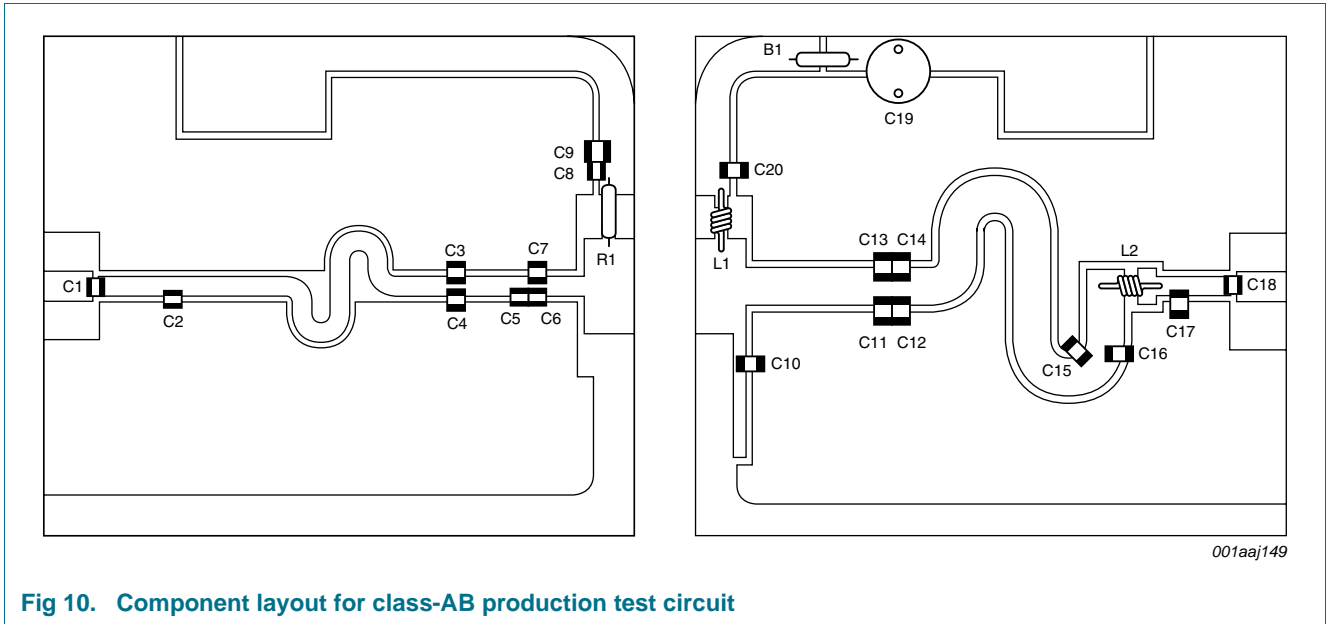 B1
C19
C9
C8
C20
C3
C7
R1
C13 C14
L1
L2
C1
C18
C2
C4
C5
C6
C11 C12
C17
C10
C15
C16
001aaj149
Fig 10. Component layout for class-AB production test circuit